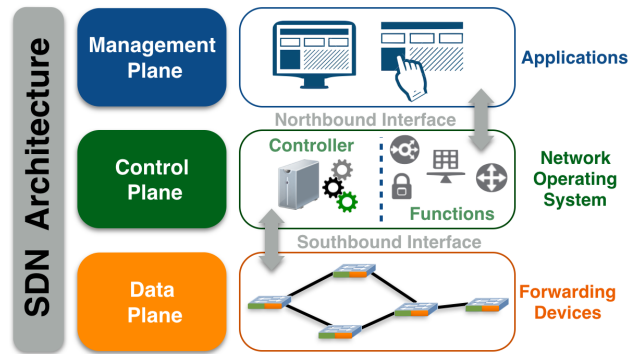 SDN Architecture
Management
Plane
Applications
Northbound Interface
Control
Plane
Controller
Functions
Network
Operating
System
Southbound Interface
Data
Plane
Forwarding
Devices